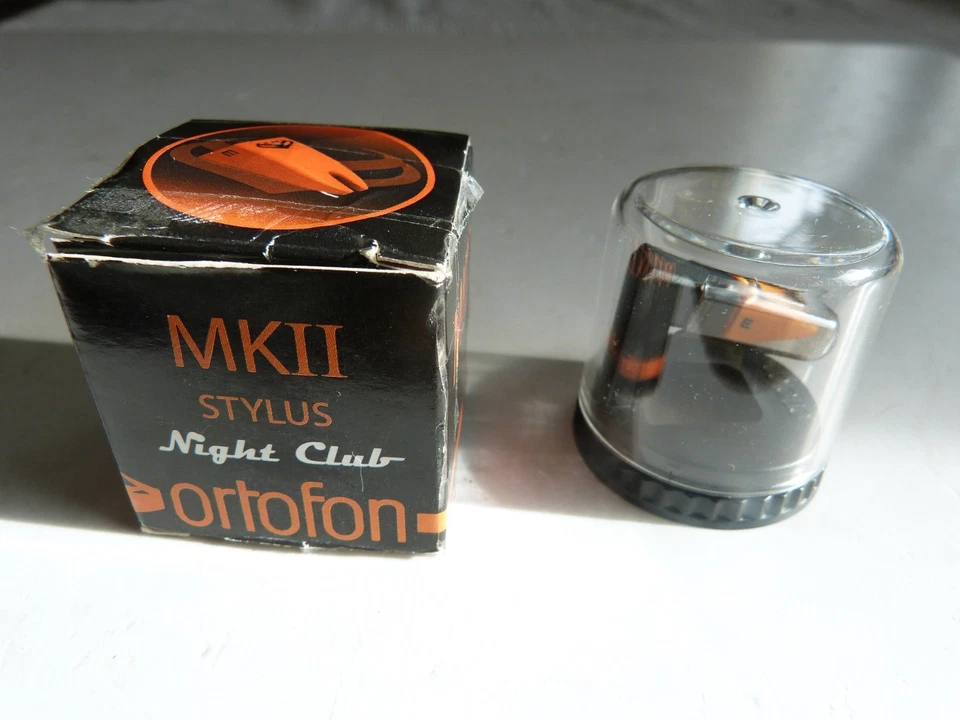 MKII
STYLUS
Night Club
ortofon
E